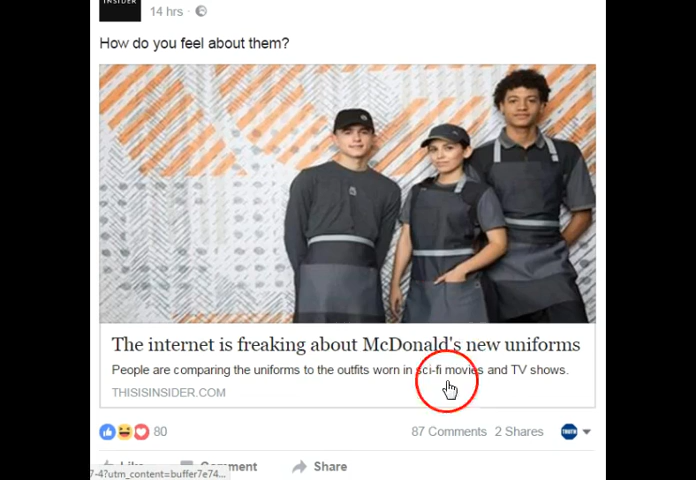 INSIDER
14 hrs ·
How do you feel about them?
The internet is freaking about McDonald's new uniforms
People are comparing the uniforms to the outfits worn in sci-fi movies and TV shows.
THISISINSIDER.COM
80
87 Comments 2 Shares
TRUTH
Like Comment Share
7-4?utm_content=buffer7e74...